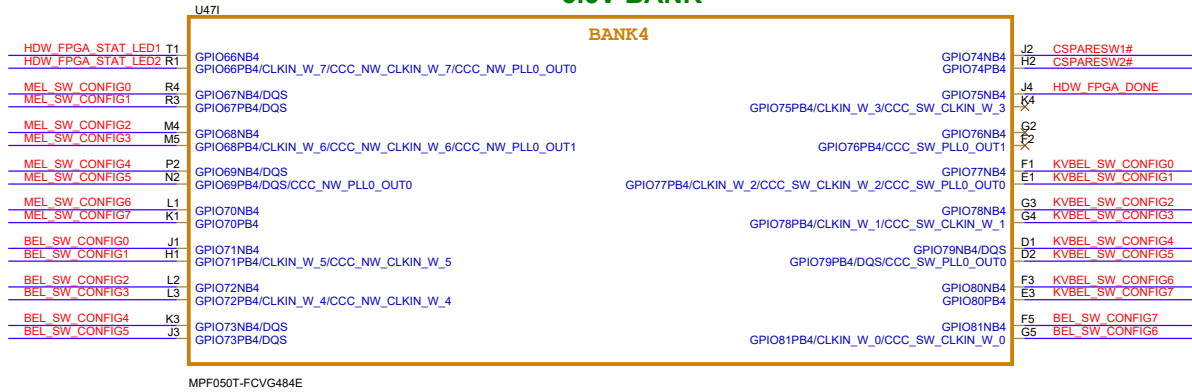 3.3V BANK
U47I
BANK4
HDW_FPGA_STAT_LED1 T1 GPIO66NB4
HDW_FPGA_STAT_LED2 R1 GPIO66PB4/CLKIN_W_7/CCC_NW_CLKIN_W_7/CCC_NW_PLL0_OUT0
MEL_SW_CONFIG0 R4 GPIO67NB4/DQS
MEL_SW_CONFIG1 R3 GPIO67PB4/DQS
MEL_SW_CONFIG2 M4 GPIO68NB4
MEL_SW_CONFIG3 M5 GPIO68PB4/CLKIN_W_6/CCC_NW_CLKIN_W_6/CCC_NW_PLL0_OUT1
MEL_SW_CONFIG4 P2 GPIO69NB4/DQS
MEL_SW_CONFIG5 N2 GPIO69PB4/DQS/CCC_NW_PLL0_OUT0
MEL_SW_CONFIG6 L1 GPIO70NB4
MEL_SW_CONFIG7 K1 GPIO70PB4
BEL_SW_CONFIG0 J1 GPIO71NB4
BEL_SW_CONFIG1 H1 GPIO71PB4/CLKIN_W_5/CCC_NW_CLKIN_W_5
BEL_SW_CONFIG2 L2 GPIO72NB4
BEL_SW_CONFIG3 L3 GPIO72PB4/CLKIN_W_4/CCC_NW_CLKIN_W_4
BEL_SW_CONFIG4 K3 GPIO73NB4/DQS
BEL_SW_CONFIG5 J3 GPIO73PB4/DQS
GPIO74NB4 J2 CSPARESW1#
GPIO74PB4 H2 CSPARESW2#
GPIO75NB4 J4 HDW_FPGA_DONE
GPIO75PB4/CLKIN_W_3/CCC_SW_CLKIN_W_3 K4
GPIO76NB4 G2
GPIO76PB4/CCC_SW_PLL0_OUT1 F2
GPIO77NB4 F1 KVBEL_SW_CONFIG0
GPIO77PB4/CLKIN_W_2/CCC_SW_CLKIN_W_2/CCC_SW_PLL0_OUT0 E1 KVBEL_SW_CONFIG1
GPIO78NB4 G3 KVBEL_SW_CONFIG2
GPIO78PB4/CLKIN_W_1/CCC_SW_CLKIN_W_1 G4 KVBEL_SW_CONFIG3
GPIO79NB4/DQS D1 KVBEL_SW_CONFIG4
GPIO79PB4/DQS/CCC_SW_PLL0_OUT0 D2 KVBEL_SW_CONFIG5
GPIO80NB4 F3 KVBEL_SW_CONFIG6
GPIO80PB4 E3 KVBEL_SW_CONFIG7
GPIO81NB4 F5 BEL_SW_CONFIG7
GPIO81PB4/CLKIN_W_0/CCC_SW_CLKIN_W_0 G5 BEL_SW_CONFIG6
MPF050T-FCVG484E